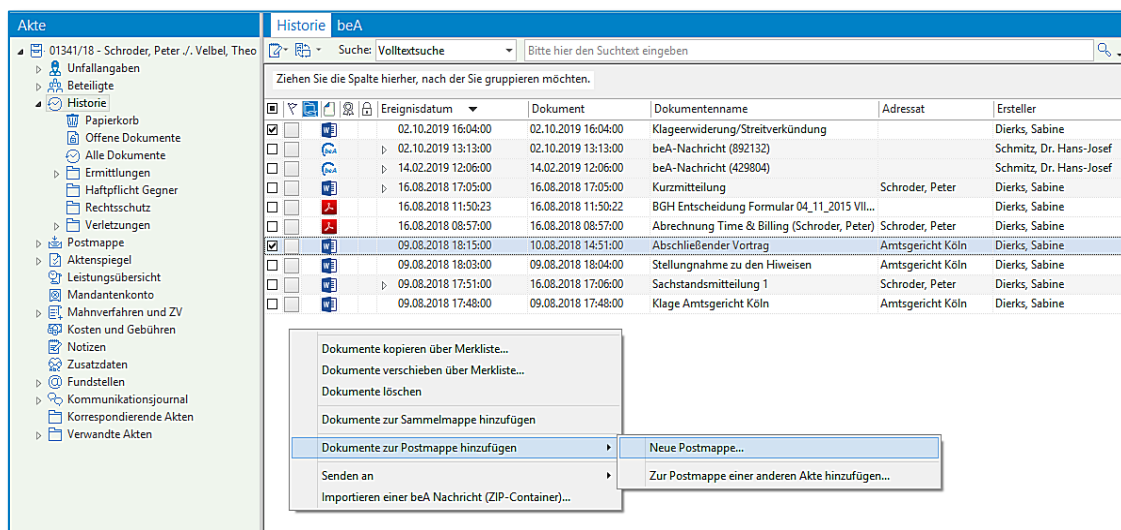 Akte
01341/18 - Schroder, Peter ./. Velbel, Theo
Unfallangaben
Beteiligte
Historie
Papierkorb
Offene Dokumente
Alle Dokumente
Ermittlungen
Haftpflicht Gegner
Rechtsschutz
Verletzungen
Postmappe
Aktenspiegel
Leistungsübersicht
Mandantenkonto
Mahnverfahren und ZV
Kosten und Gebühren
Notizen
Zusatzdaten
Fundstellen
Kommunikationsjournal
Korrespondierende Akten
Verwandte Akten
Historie beA
Suche: Volltextsuche Bitte hier den Suchtext eingeben
Ziehen Sie die Spalte hierher, nach der Sie gruppieren möchten.
Ereignisdatum Dokument Dokumentenname Adressat Ersteller
02.10.2019 16:04:00 02.10.2019 16:04:00 Klageerwiderung/Streitverkündung Dierks, Sabine
beA 02.10.2019 13:13:00 02.10.2019 13:13:00 beA-Nachricht (892132) Schmitz, Dr. Hans-Josef
beA 14.02.2019 12:06:00 14.02.2019 12:06:00 beA-Nachricht (429804) Schmitz, Dr. Hans-Josef
16.08.2018 17:05:00 16.08.2018 17:05:00 Kurzmitteilung Schroder, Peter Dierks, Sabine
16.08.2018 11:50:23 16.08.2018 11:50:22 BGH Entscheidung Formular 04_11_2015 VII... Dierks, Sabine
16.08.2018 08:57:00 16.08.2018 08:57:00 Abrechnung Time & Billing (Schroder, Peter) Schroder, Peter Dierks, Sabine
09.08.2018 18:15:00 10.08.2018 14:51:00 Abschließender Vortrag Amtsgericht Köln Dierks, Sabine
09.08.2018 18:03:00 09.08.2018 18:04:00 Stellungnahme zu den Hiweisen Amtsgericht Köln Dierks, Sabine
09.08.2018 17:51:00 16.08.2018 17:06:00 Sachstandsmitteilung 1 Schroder, Peter Dierks, Sabine
09.08.2018 17:48:00 09.08.2018 17:48:00 Klage Amtsgericht Köln Amtsgericht Köln Dierks, Sabine
Dokumente kopieren über Merkliste...
Dokumente verschieben über Merkliste...
Dokumente löschen
Dokumente zur Sammelmappe hinzufügen
Dokumente zur Postmappe hinzufügen
Neue Postmappe...
Senden an
Zur Postmappe einer anderen Akte hinzufügen...
Importieren einer beA Nachricht (ZIP-Container)...